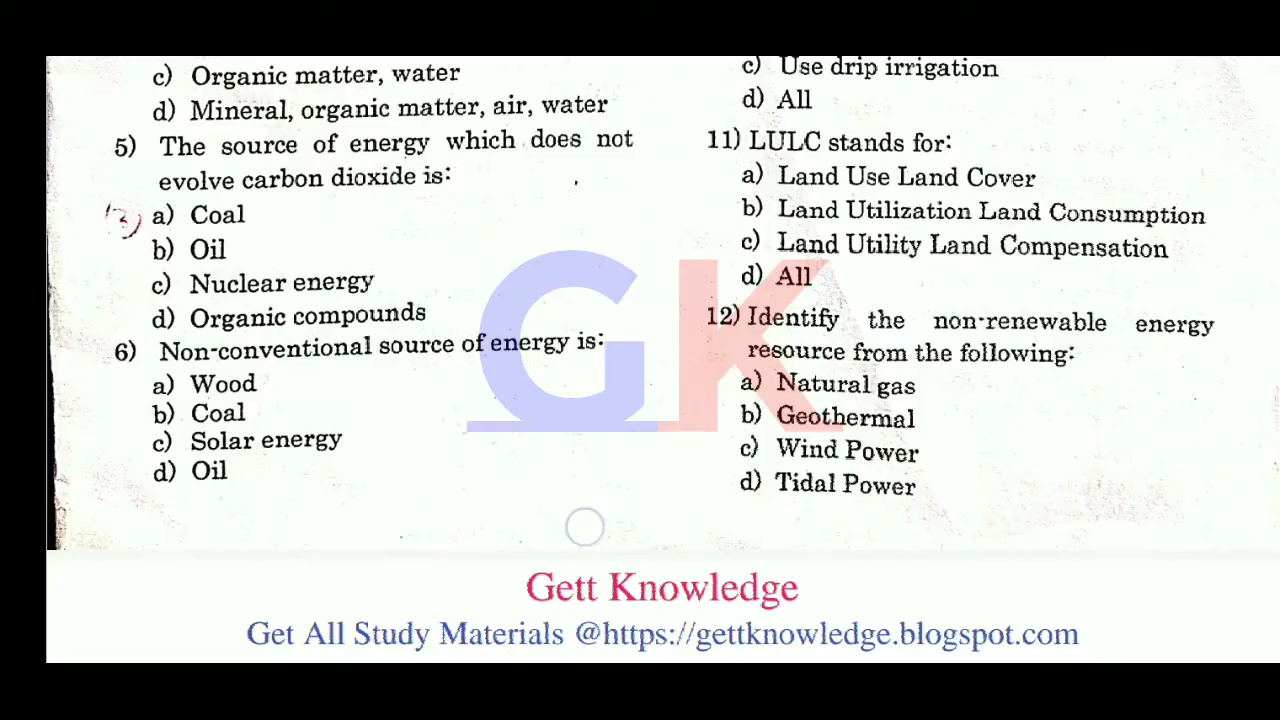 c) Organic matter, water
d) Mineral, organic matter, air, water
5) The source of energy which does not
evolve carbon dioxide is:
a) Coal
b) Oil
c) Nuclear energy
d) Organic compounds
6) Non-conventional source of energy is:
a) Wood
b) Coal
c) Solar energy
d) Oil
c) Use drip irrigation
d) All
11) LULC stands for:
a) Land Use Land Cover
b) Land Utilization Land Consumption
c) Land Utility Land Compensation
d) All
12) Identify the non-renewable energy
resource from the following:
a) Natural gas
b) Geothermal
c) Wind Power
d) Tidal Power
GK
Gett Knowledge
Get All Study Materials @https://gettknowledge.blogspot.com